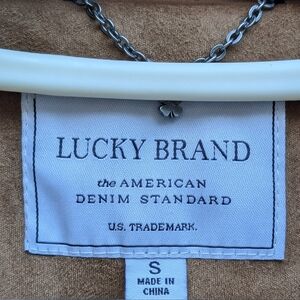 LUCKY BRAND
the AMERICAN
DENIM STANDARD
U.S. TRADEMARK.
S
MADE IN
CHINA